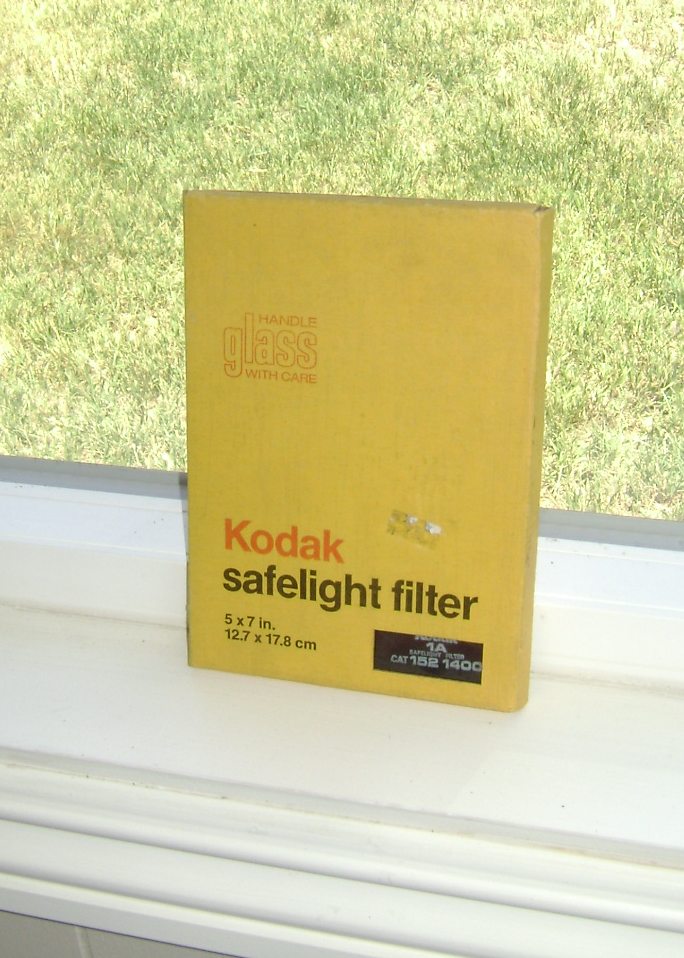 HANDLE
glass
WITH CARE
Kodak
safelight filter
5 x 7 in.
12.7 x 17.8 cm
KODAK
1A
SAFELIGHT FILTER
CAT 152 1400